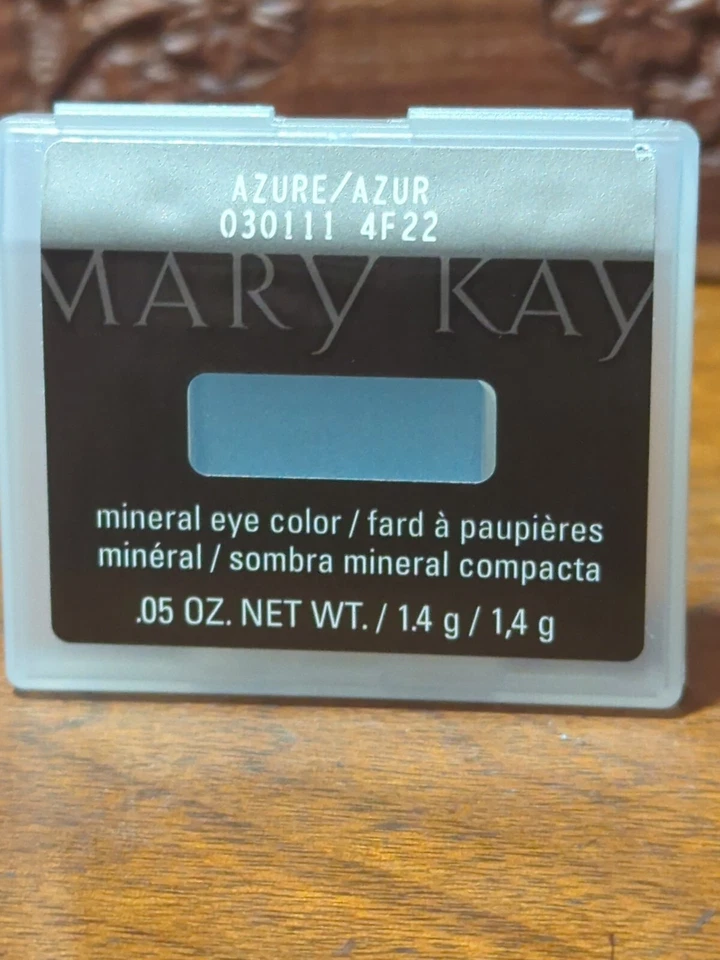 AZURE/AZUR
030111 4F22
MARY KAY
mineral eye color / fard à paupières
minéral / sombra mineral compacta
.05 OZ. NET WT. / 1.4 g / 1,4 g